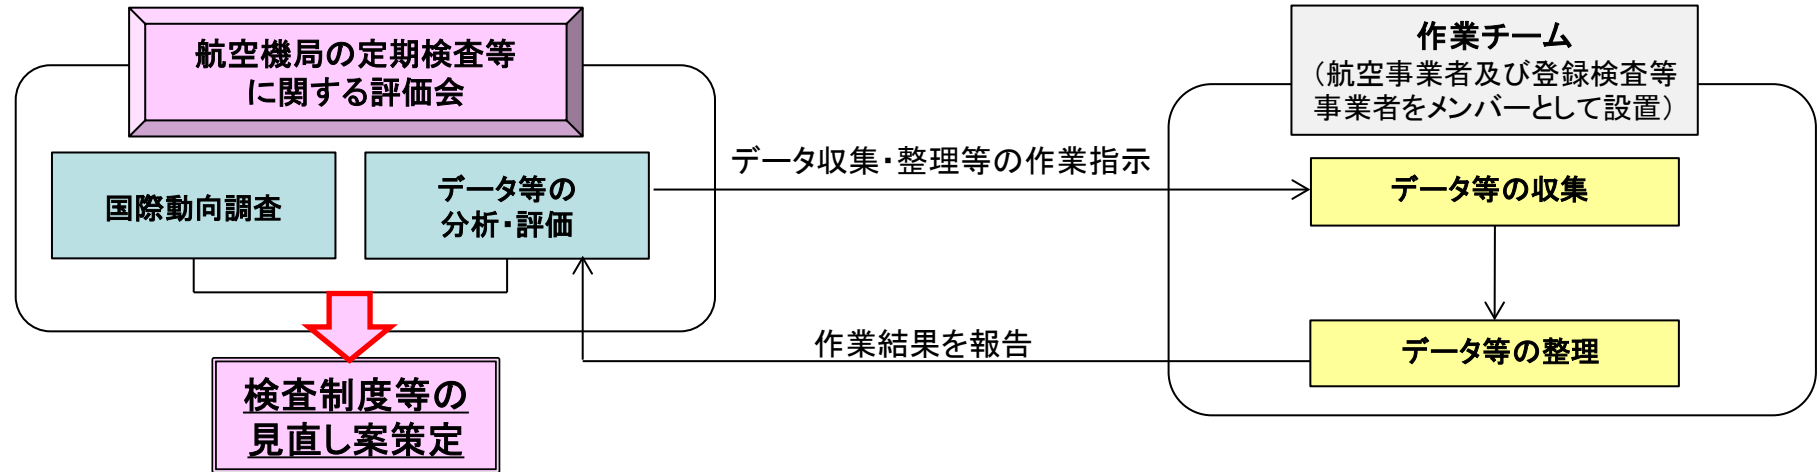 航空機局の定期検査等
に関する評価会
国際動向調査
データ等の
分析・評価
検査制度等の
見直し案策定
データ収集・整理等の作業指示
作業結果を報告
作業チーム
（航空事業者及び登録検査等
事業者をメンバーとして設置）
データ等の収集
データ等の整理